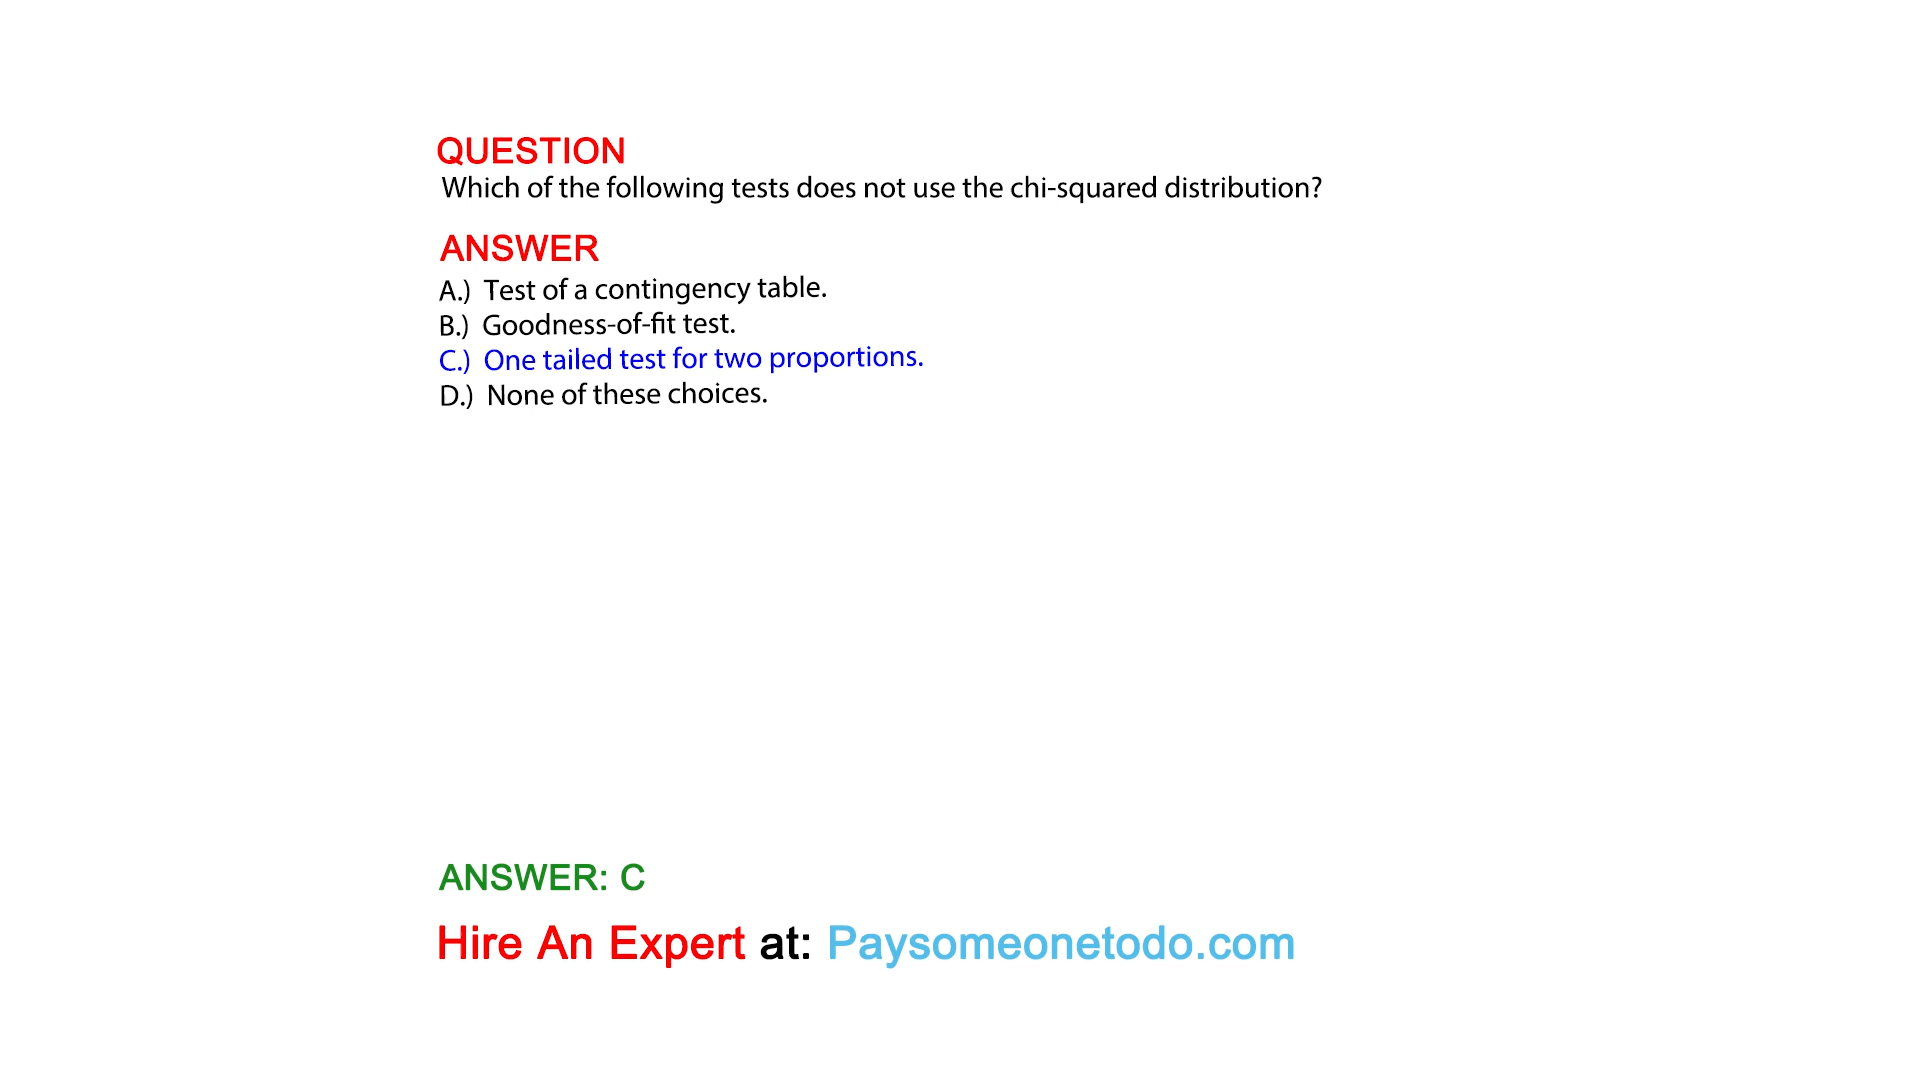 QUESTION
Which of the following tests does not use the chi-squared distribution?
ANSWER
A.) Test of a contingency table.
B.) Goodness-of-fit test.
C.) One tailed test for two proportions.
D.) None of these choices.
ANSWER: C
Hire An Expert at: Paysomeonetodo.com